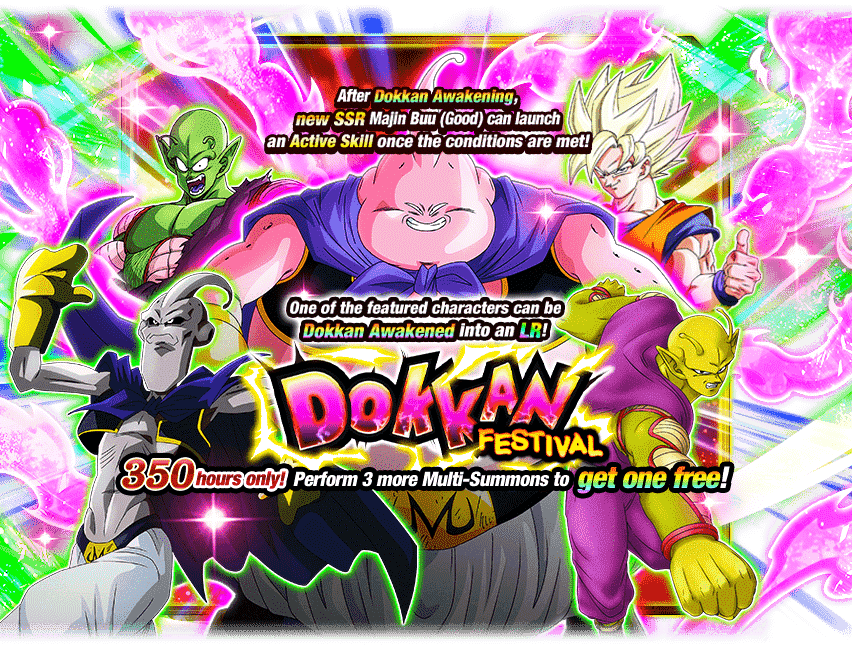 After Dokkan Awakening,
new SSR Majin Buu (Good) can launch
an Active Skill once the conditions are met!
One of the featured characters can be
Dokkan Awakened into an LR!
DOKKAN
FESTIVAL
350 hours only! Perform 3 more Multi-Summons to get one free!